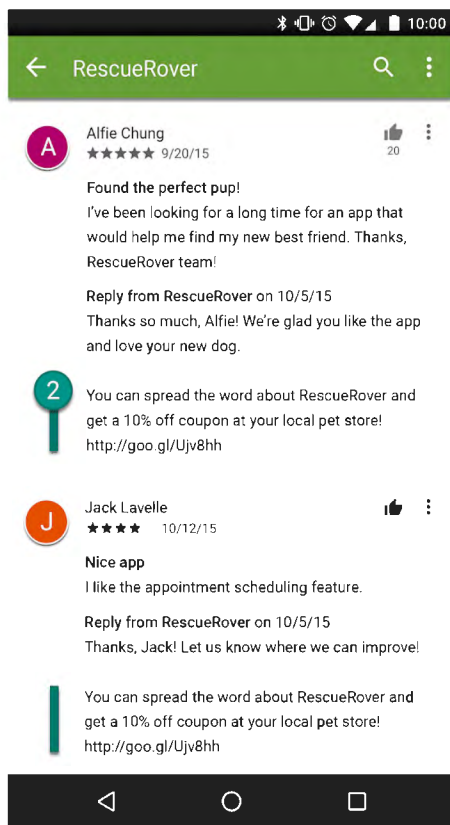 10:00
RescueRover
A
Alfie Chung
★★★★★ 9/20/15
20
Found the perfect pup!
I've been looking for a long time for an app that
would help me find my new best friend. Thanks,
RescueRover team!
Reply from RescueRover on 10/5/15
Thanks so much, Alfie! We're glad you like the app
and love your new dog.
2
You can spread the word about RescueRover and
get a 10% off coupon at your local pet store!
http://goo.gl/Ujv8hh
J
Jack Lavelle
★★★★ 10/12/15
Nice app
I like the appointment scheduling feature.
Reply from RescueRover on 10/5/15
Thanks, Jack! Let us know where we can improve!
You can spread the word about RescueRover and
get a 10% off coupon at your local pet store!
http://goo.gl/Ujv8hh